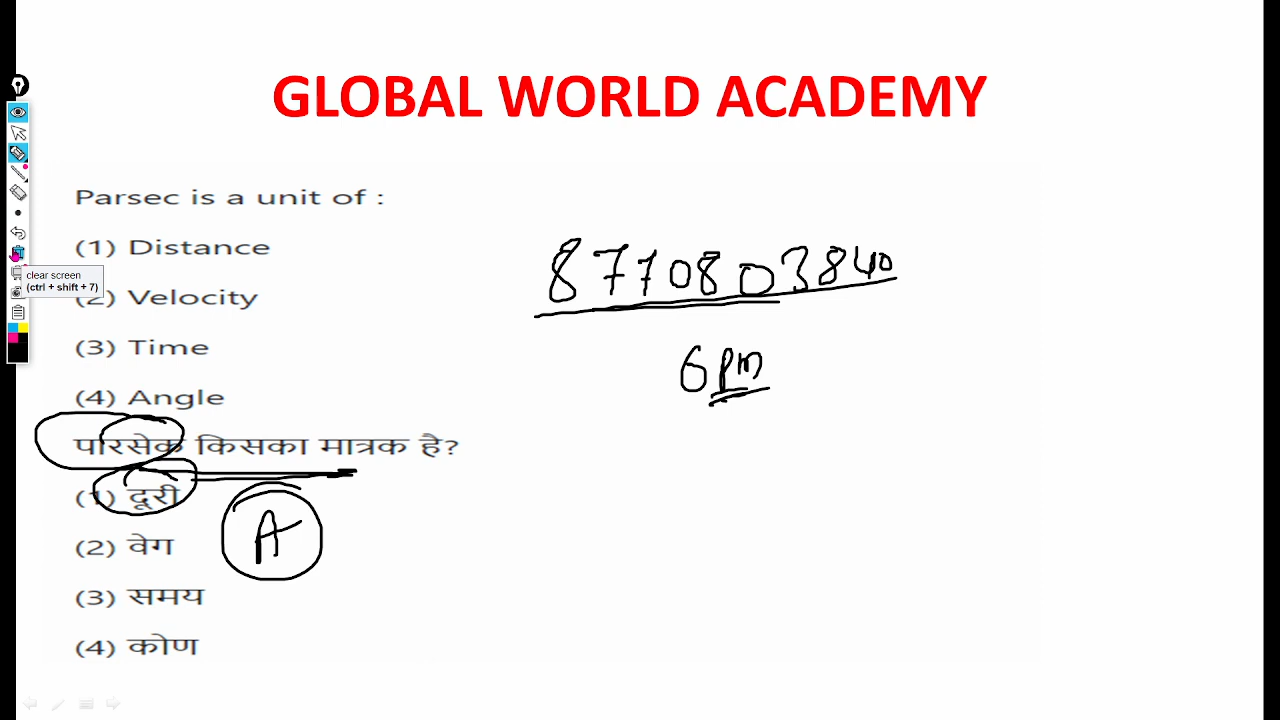 GLOBAL WORLD ACADEMY
Parsec is a unit of :
(1) Distance
clear screen
(ctrl + shift + 7)
(2) Velocity
(3) Time
(4) Angle
पारसेक किसका मात्रक है?
(1) दूरी
(2) वेग
(3) समय
(4) कोण
A
8770803840
6 pm